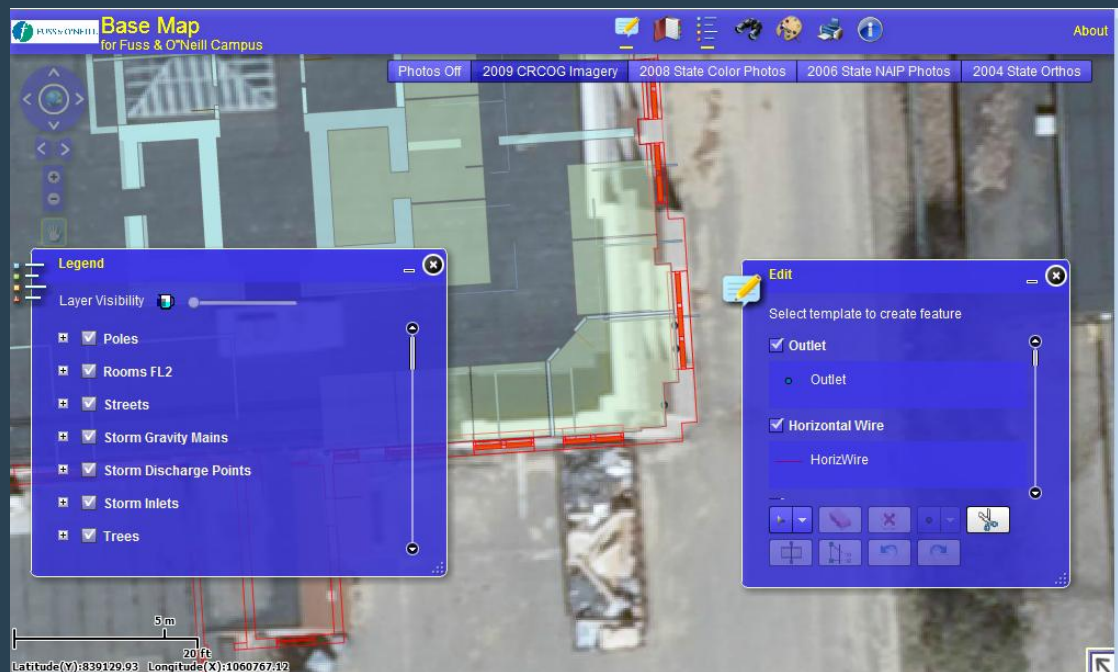 FUSS & O'NEILL
Base Map
for Fuss & O"Neill Campus
About
Photos Off 2009 CRCOG Imagery 2008 State Color Photos 2006 State NAIP Photos 2004 State Orthos
Legend
Layer Visibility
Poles
Rooms FL2
Streets
Storm Gravity Mains
Storm Discharge Points
Storm Inlets
Trees
Edit
Select template to create feature
Outlet
Outlet
Horizontal Wire
HorizWire
5 m
20 ft
Latitude(Y):839129.93 Longitude(X):1060767.12